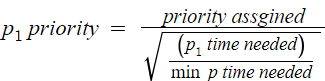 p₁ priority = priority assgined / √((p₁ time needed) / min p time needed)